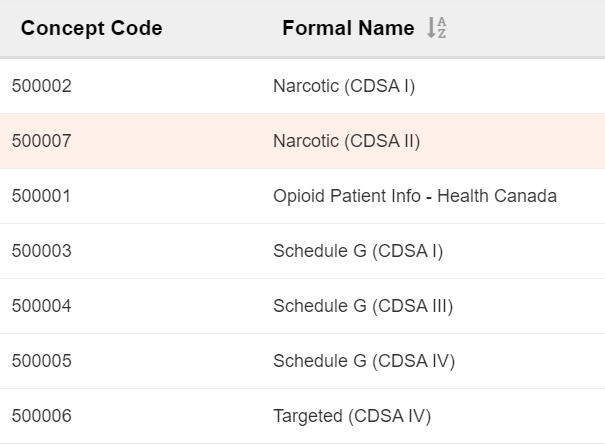 Concept Code Formal Name
500002 Narcotic (CDSA I)
500007 Narcotic (CDSA II)
500001 Opioid Patient Info - Health Canada
500003 Schedule G (CDSA I)
500004 Schedule G (CDSA III)
500005 Schedule G (CDSA IV)
500006 Targeted (CDSA IV)